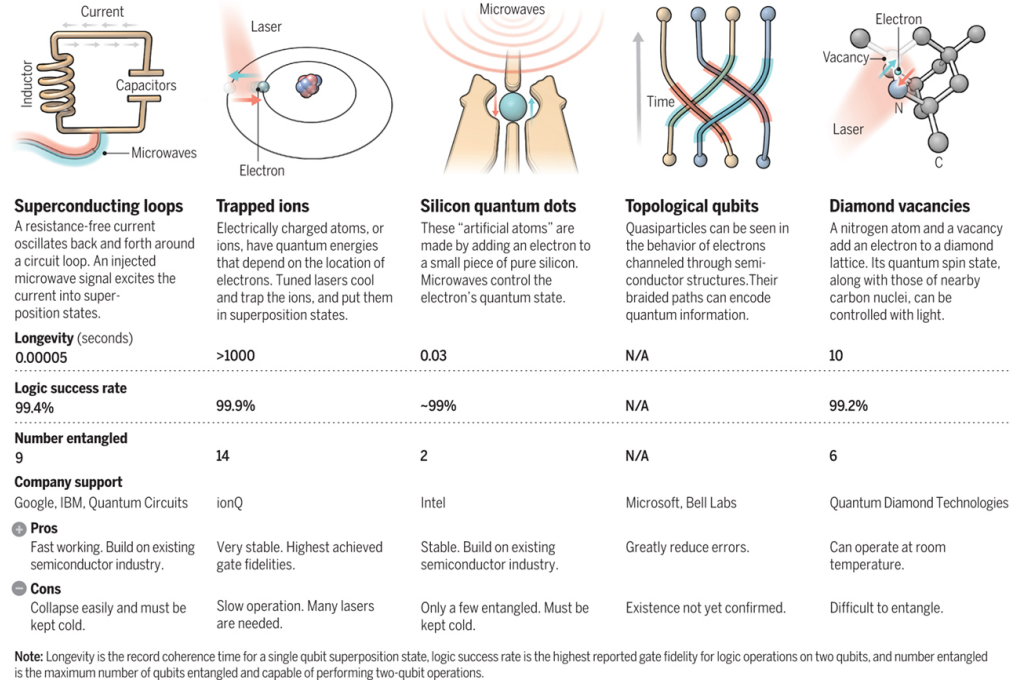 Current
Inductor
Capacitors
Microwaves
Laser
Electron
Microwaves
Time
Electron
Vacancy
N
Laser
C
Superconducting loops
A resistance-free current
oscillates back and forth around
a circuit loop. An injected
microwave signal excites the
current into super-
position states.
Trapped ions
Electrically charged atoms, or
ions, have quantum energies
that depend on the location of
electrons. Tuned lasers cool
and trap the ions, and put them
in superposition states.
Silicon quantum dots
These “artificial atoms” are
made by adding an electron to
a small piece of pure silicon.
Microwaves control the
electron’s quantum state.
Topological qubits
Quasiparticles can be seen in
the behavior of electrons
channeled through semi-
conductor structures.Their
braided paths can encode
quantum information.
Diamond vacancies
A nitrogen atom and a vacancy
add an electron to a diamond
lattice. Its quantum spin state,
along with those of nearby
carbon nuclei, can be
controlled with light.
Longevity (seconds)
0.00005 >1000 0.03 N/A 10
Logic success rate
99.4% 99.9% ~99% N/A 99.2%
Number entangled
9 14 2 N/A 6
Company support
Google, IBM, Quantum Circuits ionQ Intel Microsoft, Bell Labs Quantum Diamond Technologies
+ Pros
Fast working. Build on existing
semiconductor industry.
Very stable. Highest achieved
gate fidelities.
Stable. Build on existing
semiconductor industry.
Greatly reduce errors.
Can operate at room
temperature.
− Cons
Collapse easily and must be
kept cold.
Slow operation. Many lasers
are needed.
Only a few entangled. Must be
kept cold.
Existence not yet confirmed.
Difficult to entangle.
Note: Longevity is the record coherence time for a single qubit superposition state, logic success rate is the highest reported gate fidelity for logic operations on two qubits, and number entangled
is the maximum number of qubits entangled and capable of performing two-qubit operations.